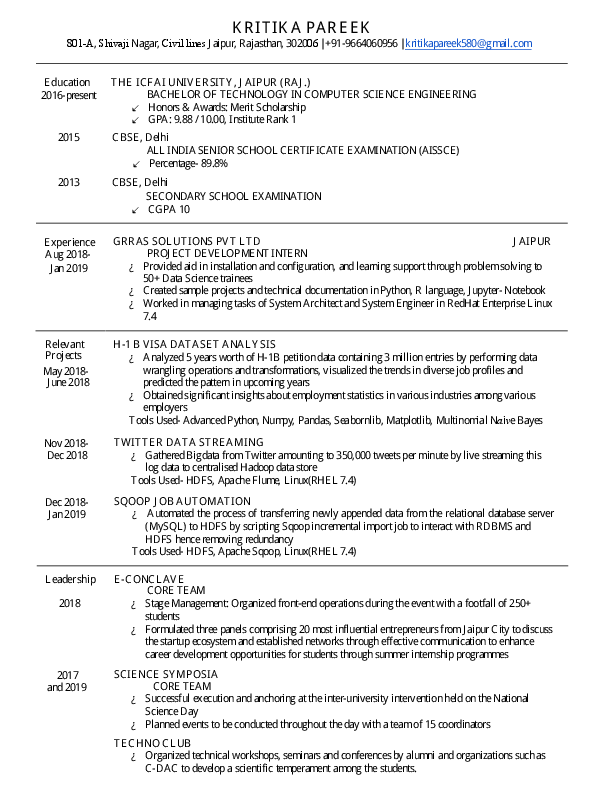 KRITIKA PAREEK
801-A, Shivaji Nagar, Civil lines Jaipur, Rajasthan, 302006 |+91-9664060956 |kritikapareek580@gmail.com
Education THE ICFAI UNIVERSITY, JAIPUR (RAJ.)
2016-present BACHELOR OF TECHNOLOGY IN COMPUTER SCIENCE ENGINEERING
↙ Honors & Awards: Merit Scholarship
↙ GPA: 9.88 / 10.00, Institute Rank 1
2015 CBSE, Delhi
ALL INDIA SENIOR SCHOOL CERTIFICATE EXAMINATION (AISSCE)
↙ Percentage- 89.8%
2013 CBSE, Delhi
SECONDARY SCHOOL EXAMINATION
↙ CGPA 10
Experience GRRAS SOLUTIONS PVT LTD JAIPUR
Aug 2018- PROJECT DEVELOPMENT INTERN
Jan 2019 ¿ Provided aid in installation and configuration, and learning support through problem solving to
50+ Data Science trainees
¿ Created sample projects and technical documentation in Python, R language, Jupyter- Notebook
¿ Worked in managing tasks of System Architect and System Engineer in RedHat Enterprise Linux
7.4
Relevant H-1 B VISA DATASET ANALYSIS
Projects ¿ Analyzed 5 years worth of H-1B petition data containing 3 million entries by performing data
May 2018- wrangling operations and transformations, visualized the trends in diverse job profiles and
June 2018 predicted the pattern in upcoming years
¿ Obtained significant insights about employment statistics in various industries among various
employers
Tools Used- Advanced Python, Numpy, Pandas, Seabornlib, Matplotlib, Multinomial Naive Bayes
Nov 2018- TWITTER DATA STREAMING
Dec 2018 ¿ Gathered Bigdata from Twitter amounting to 350,000 tweets per minute by live streaming this
log data to centralised Hadoop data store
Tools Used- HDFS, Apache Flume, Linux(RHEL 7.4)
Dec 2018- SQOOP JOB AUTOMATION
Jan 2019 ¿ Automated the process of transferring newly appended data from the relational database server
(MySQL) to HDFS by scripting Sqoop incremental import job to interact with RDBMS and
HDFS hence removing redundancy
Tools Used- HDFS, Apache Sqoop, Linux(RHEL 7.4)
Leadership E-CONCLAVE
CORE TEAM
2018 ¿ Stage Management: Organized front-end operations during the event with a footfall of 250+
students
¿ Formulated three panels comprising 20 most influential entrepreneurs from Jaipur City to discuss
the startup ecosystem and established networks through effective communication to enhance
career development opportunities for students through summer internship programmes
2017 SCIENCE SYMPOSIA
and 2019 CORE TEAM
¿ Successful execution and anchoring at the inter-university intervention held on the National
Science Day
¿ Planned events to be conducted throughout the day with a team of 15 coordinators
TECHNO CLUB
¿ Organized technical workshops, seminars and conferences by alumni and organizations such as
C-DAC to develop a scientific temperament among the students.